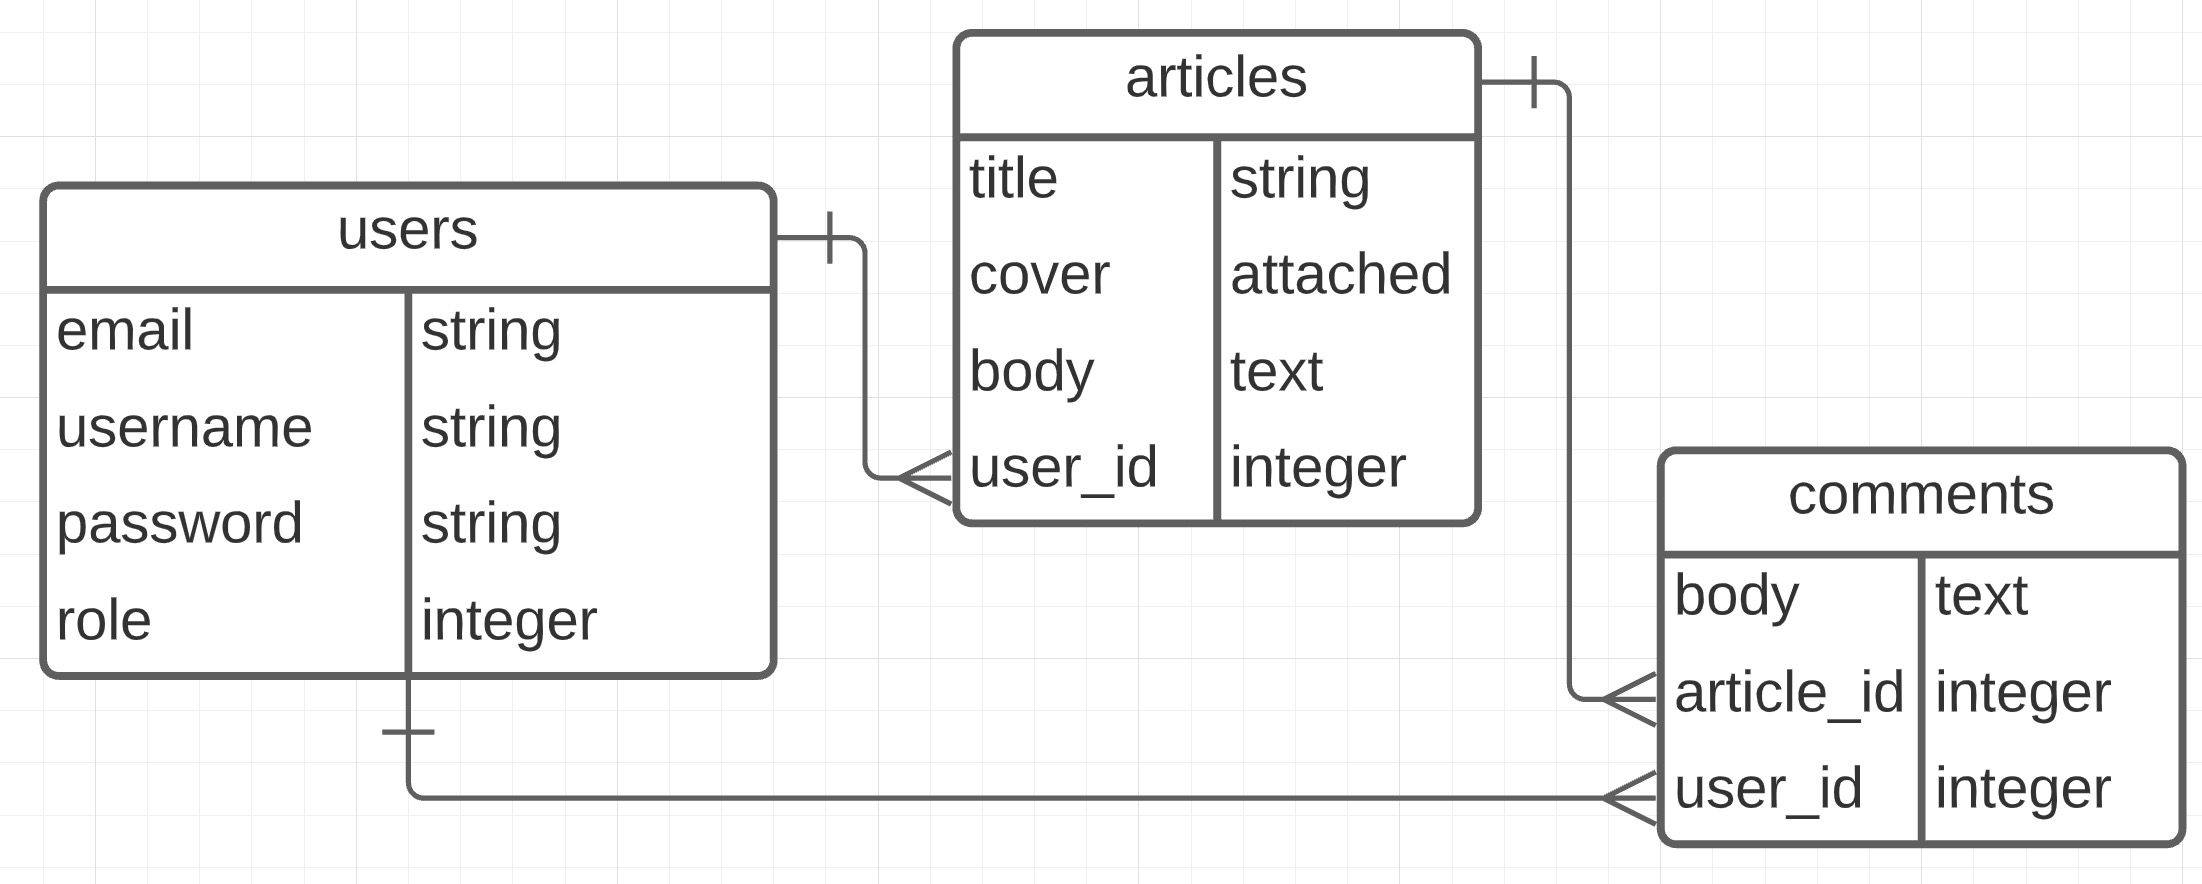 users
email string
username string
password string
role integer
articles
title string
cover attached
body text
user_id integer
comments
body text
article_id integer
user_id integer